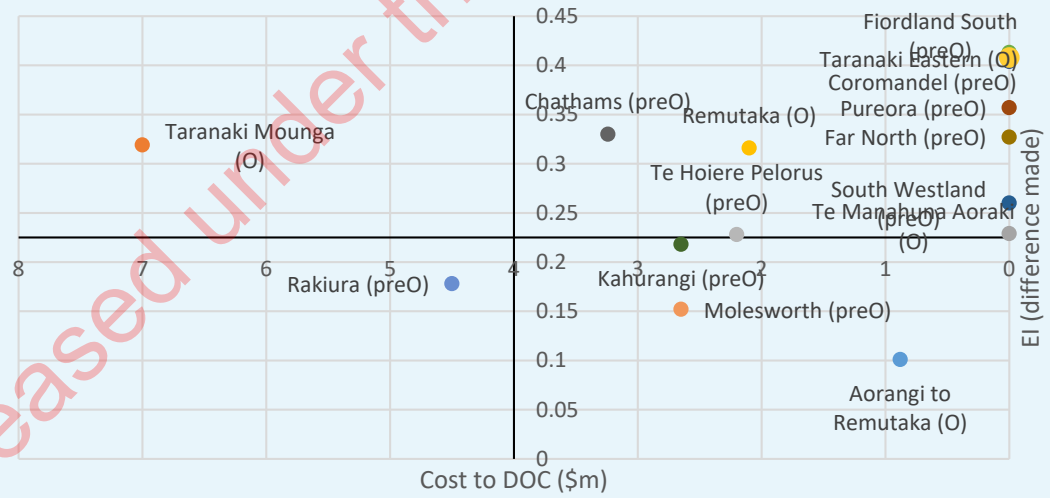 0.45
Fiordland South
(preO)
Taranaki Eastern (O)
0.4
Coromandel (preO)
Chathams (preO)
Pureora (preO)
0.35
Remutaka (O)
Taranaki Mounga
(O)
Far North (preO)
0.3
Te Hoiere Pelorus
(preO)
South Westland
(preO)
0.25
Te Manahuna Aoraki
(O)
8
7
6
5
4
3
2
1
0
0.2
Rakiura (preO)
Kahurangi (preO)
0.15
Molesworth (preO)
0.1
Aorangi to
Remutaka (O)
0.05
0
Cost to DOC ($m)
EI (difference made)
eased under th